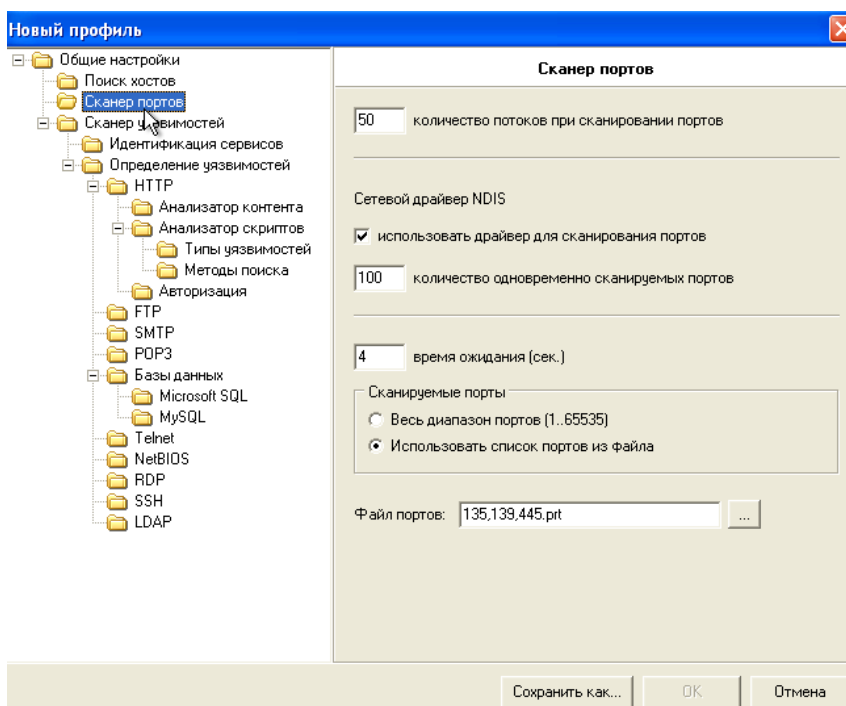 Новый профиль
Общие настройки
Поиск хостов
Сканер портов
Сканер уязвимостей
Идентификация сервисов
Определение уязвимостей
HTTP
Анализатор контента
Анализатор скриптов
Типы уязвимостей
Методы поиска
Авторизация
FTP
SMTP
POP3
Базы данных
Microsoft SQL
MySQL
Telnet
NetBIOS
RDP
SSH
LDAP
Сканер портов
50 количество потоков при сканировании портов
Сетевой драйвер NDIS
использовать драйвер для сканирования портов
100 количество одновременно сканируемых портов
4 время ожидания (сек.)
Сканируемые порты
Весь диапазон портов (1..65535)
Использовать список портов из файла
Файл портов: 135,139,445.prt ...
Сохранить как... OK Отмена